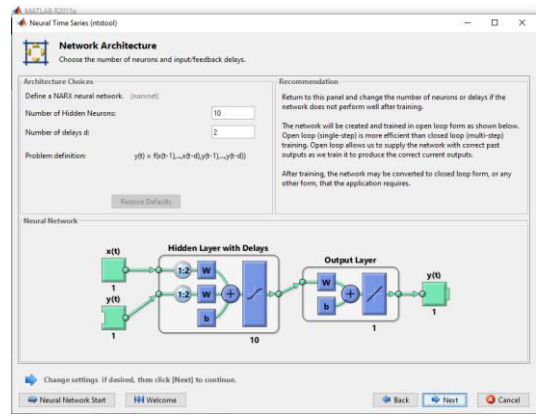 MATLAB R2015a
Neural Time Series (ntstool)
Network Architecture
Choose the number of neurons and input/feedback delays.
Architecture Choices
Define a NARX neural network. (narxnet)
Number of Hidden Neurons: 10
Number of delays d: 2
Problem definition: y(t) = f(x(t-1),...,x(t-d),y(t-1),...,y(t-d))
Restore Defaults
Recommendation
Return to this panel and change the number of neurons or delays if the
network does not perform well after training.
The network will be created and trained in open loop form as shown below.
Open loop (single-step) is more efficient than closed loop (multi-step)
training. Open loop allows us to supply the network with correct past
outputs as we train it to produce the correct current outputs.
After training, the network may be converted to closed loop form, or any
other form, that the application requires.
Neural Network
Hidden Layer with Delays
Output Layer
x(t)
1
y(t)
1
1:2 W
1:2 W
b
+
10
W
b
+
1
y(t)
1
Change settings if desired, then click [Next] to continue.
Neural Network Start Welcome Back Next Cancel